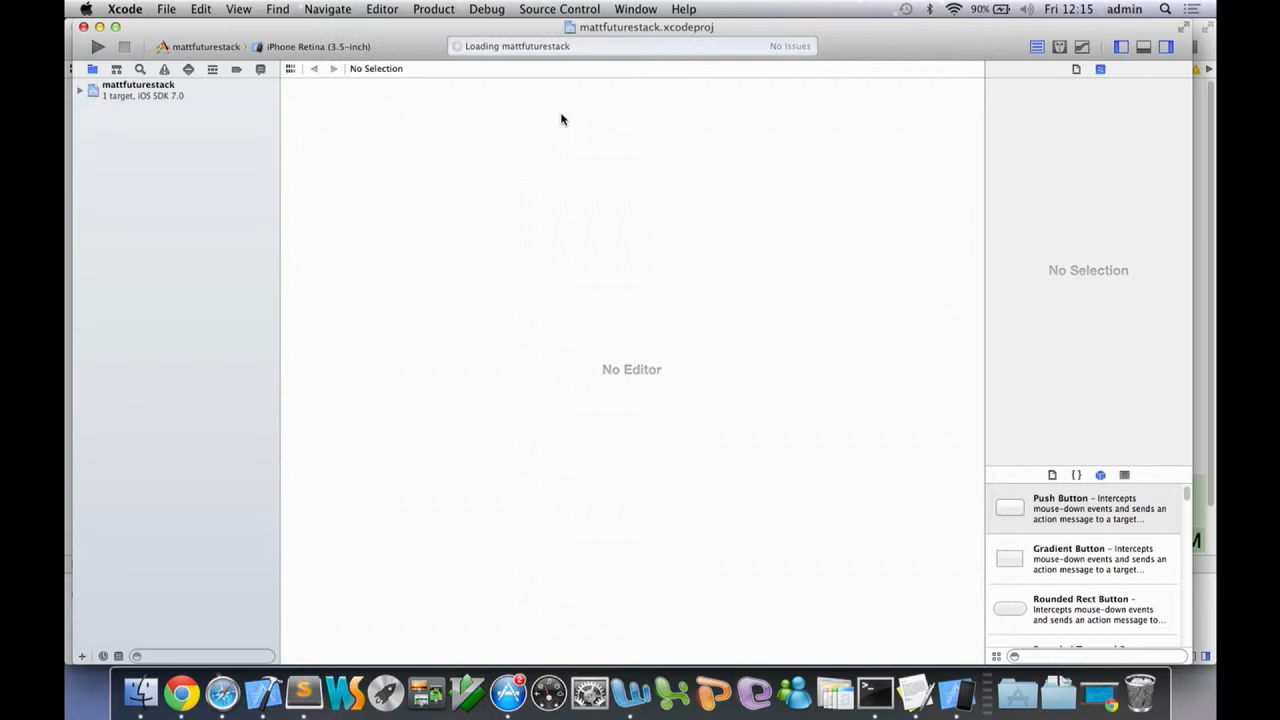 Xcode File Edit View Find Navigate Editor Product Debug Source Control Window Help 90% Fri 12:15 admin
mattfuturestack.xcodeproj
mattfuturestack iPhone Retina (3.5-inch) Loading mattfuturestack No Issues
No Selection
mattfuturestack
1 target, iOS SDK 7.0
No Selection
No Editor
{ }
Push Button - Intercepts
mouse-down events and sends an
action message to a target...
Gradient Button - Intercepts
mouse-down events and sends an
action message to a target...
M
Rounded Rect Button -
Intercepts mouse-down events
and sends an action message to...
2